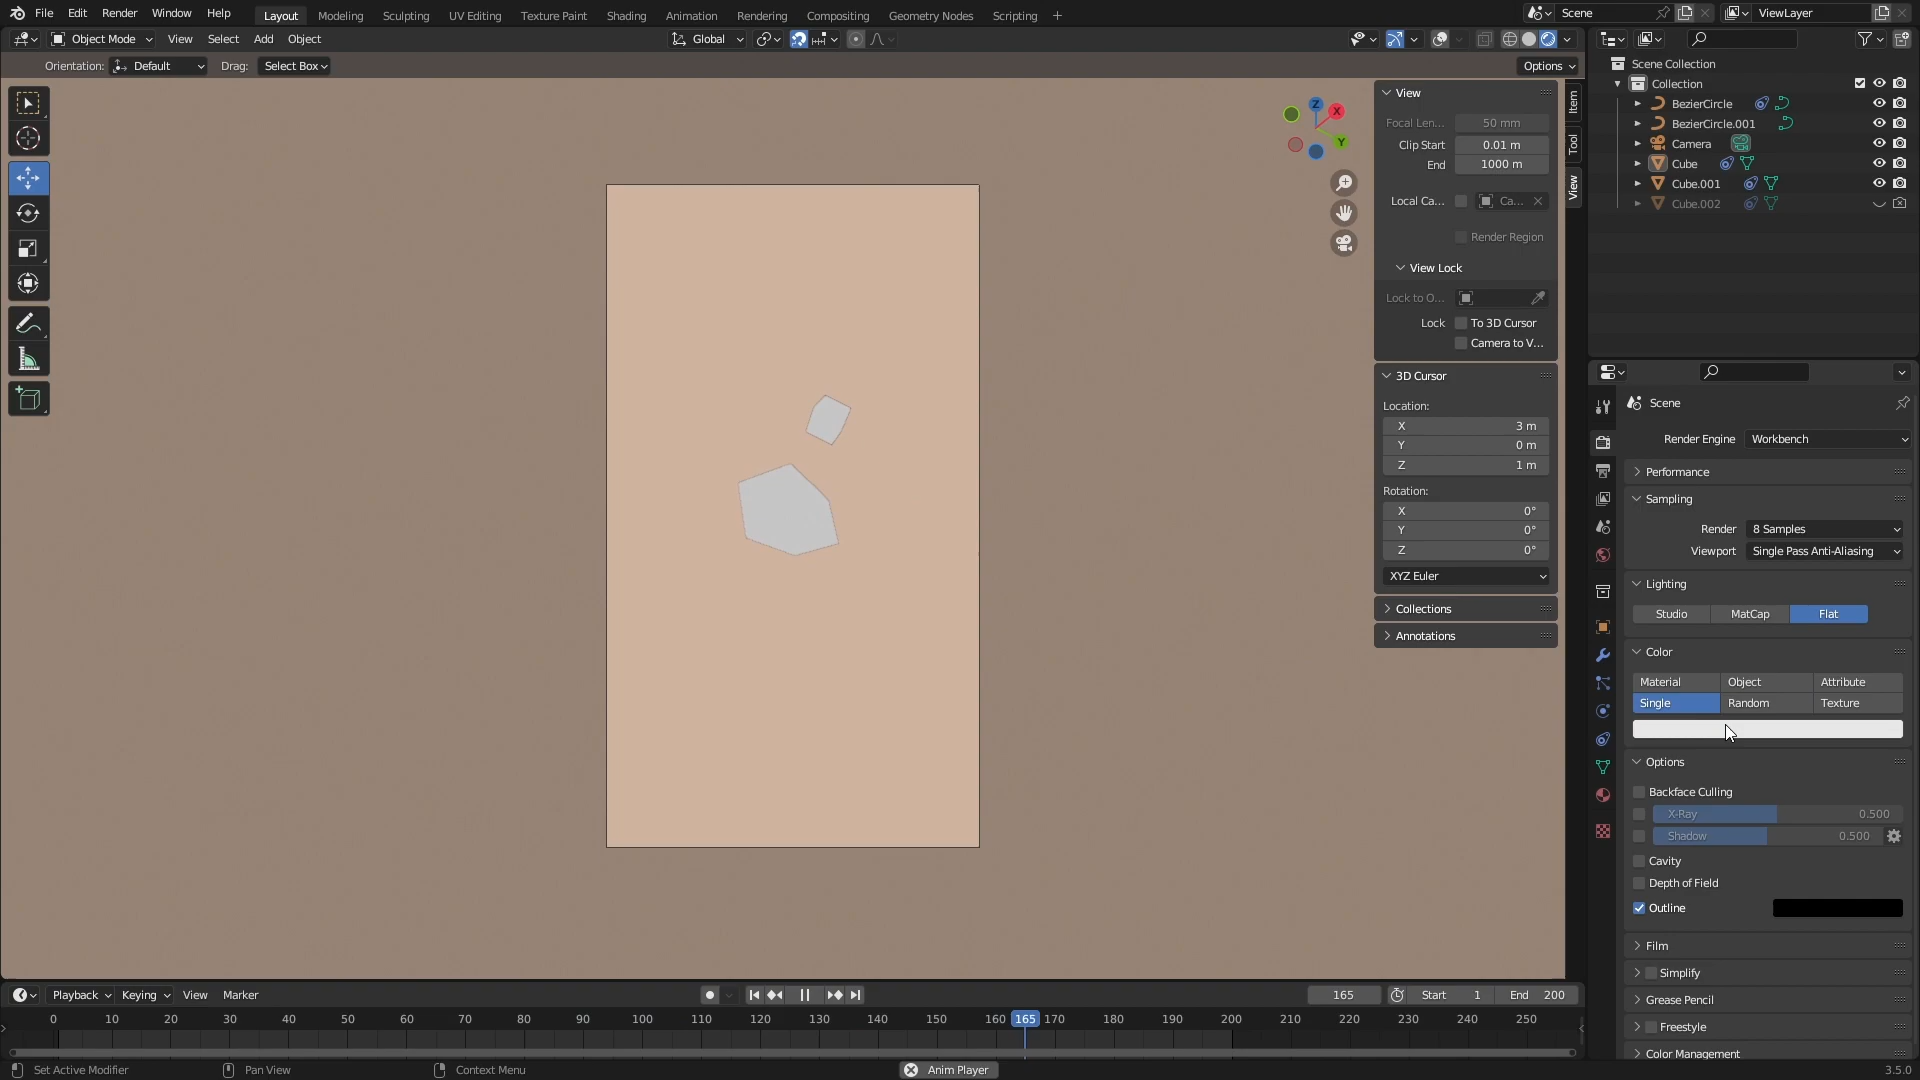 File Edit Render Window Help Layout Modeling Sculpting UV Editing Texture Paint Shading Animation Rendering Compositing Geometry Nodes Scripting + Scene ViewLayer
Object Mode View Select Add Object Global
Orientation: Default Drag: Select Box Options
Scene Collection
Collection
BezierCircle
BezierCircle.001
Camera
Cube
Cube.001
Cube.002
Z
X
Y
Item
Tool
View
View
Focal Len... 50 mm
Clip Start 0.01 m
End 1000 m
Local Ca... Ca...
Render Region
View Lock
Lock to O...
Lock To 3D Cursor
Camera to V...
3D Cursor
Location:
X 3 m
Y 0 m
Z 1 m
Rotation:
X 0°
Y 0°
Z 0°
XYZ Euler
Collections
Annotations
Scene
Render Engine Workbench
Performance
Sampling
Render 8 Samples
Viewport Single Pass Anti-Aliasing
Lighting
Studio MatCap Flat
Color
Material Object Attribute
Single Random Texture
Options
Backface Culling
X-Ray 0.500
Shadow 0.500
Cavity
Depth of Field
Outline
Film
Simplify
Grease Pencil
Freestyle
Color Management
Playback Keying View Marker 165 Start 1 End 200
0 10 20 30 40 50 60 70 80 90 100 110 120 130 140 150 160 165 170 180 190 200 210 220 230 240 250
Set Active Modifier Pan View Context Menu Anim Player 3.5.0